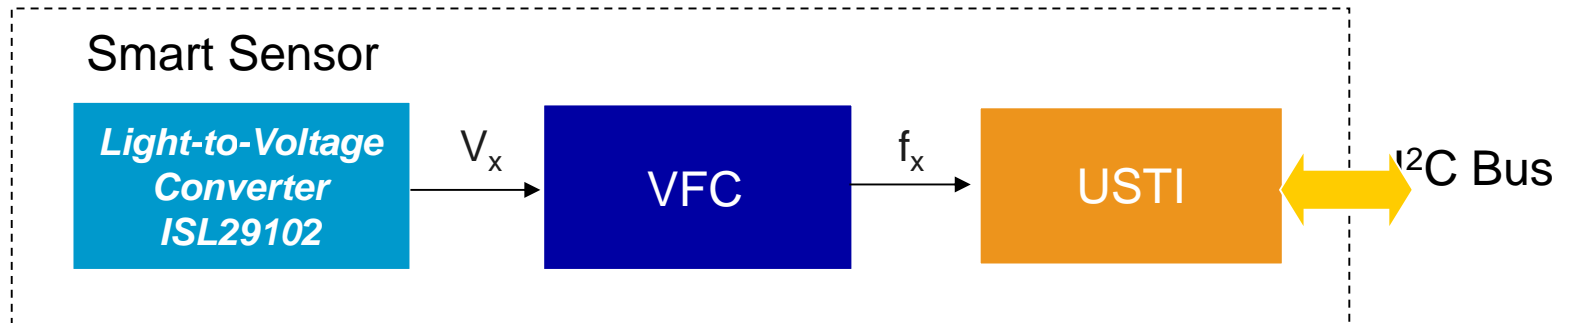 Smart Sensor
Light-to-Voltage
Converter
ISL29102
Vx
VFC
fx
USTI
I²C Bus